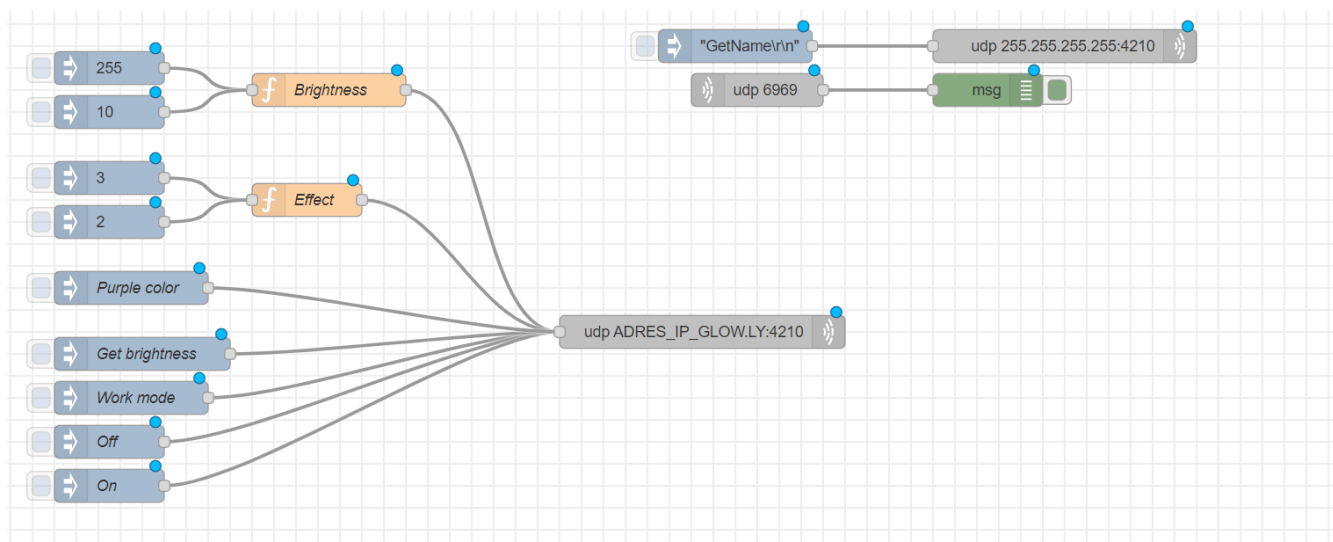 "GetName\r\n"
udp 255.255.255.255:4210
udp 6969
msg
255
10
Brightness
3
2
Effect
Purple color
udp ADRES_IP_GLOW.LY:4210
Get brightness
Work mode
Off
On